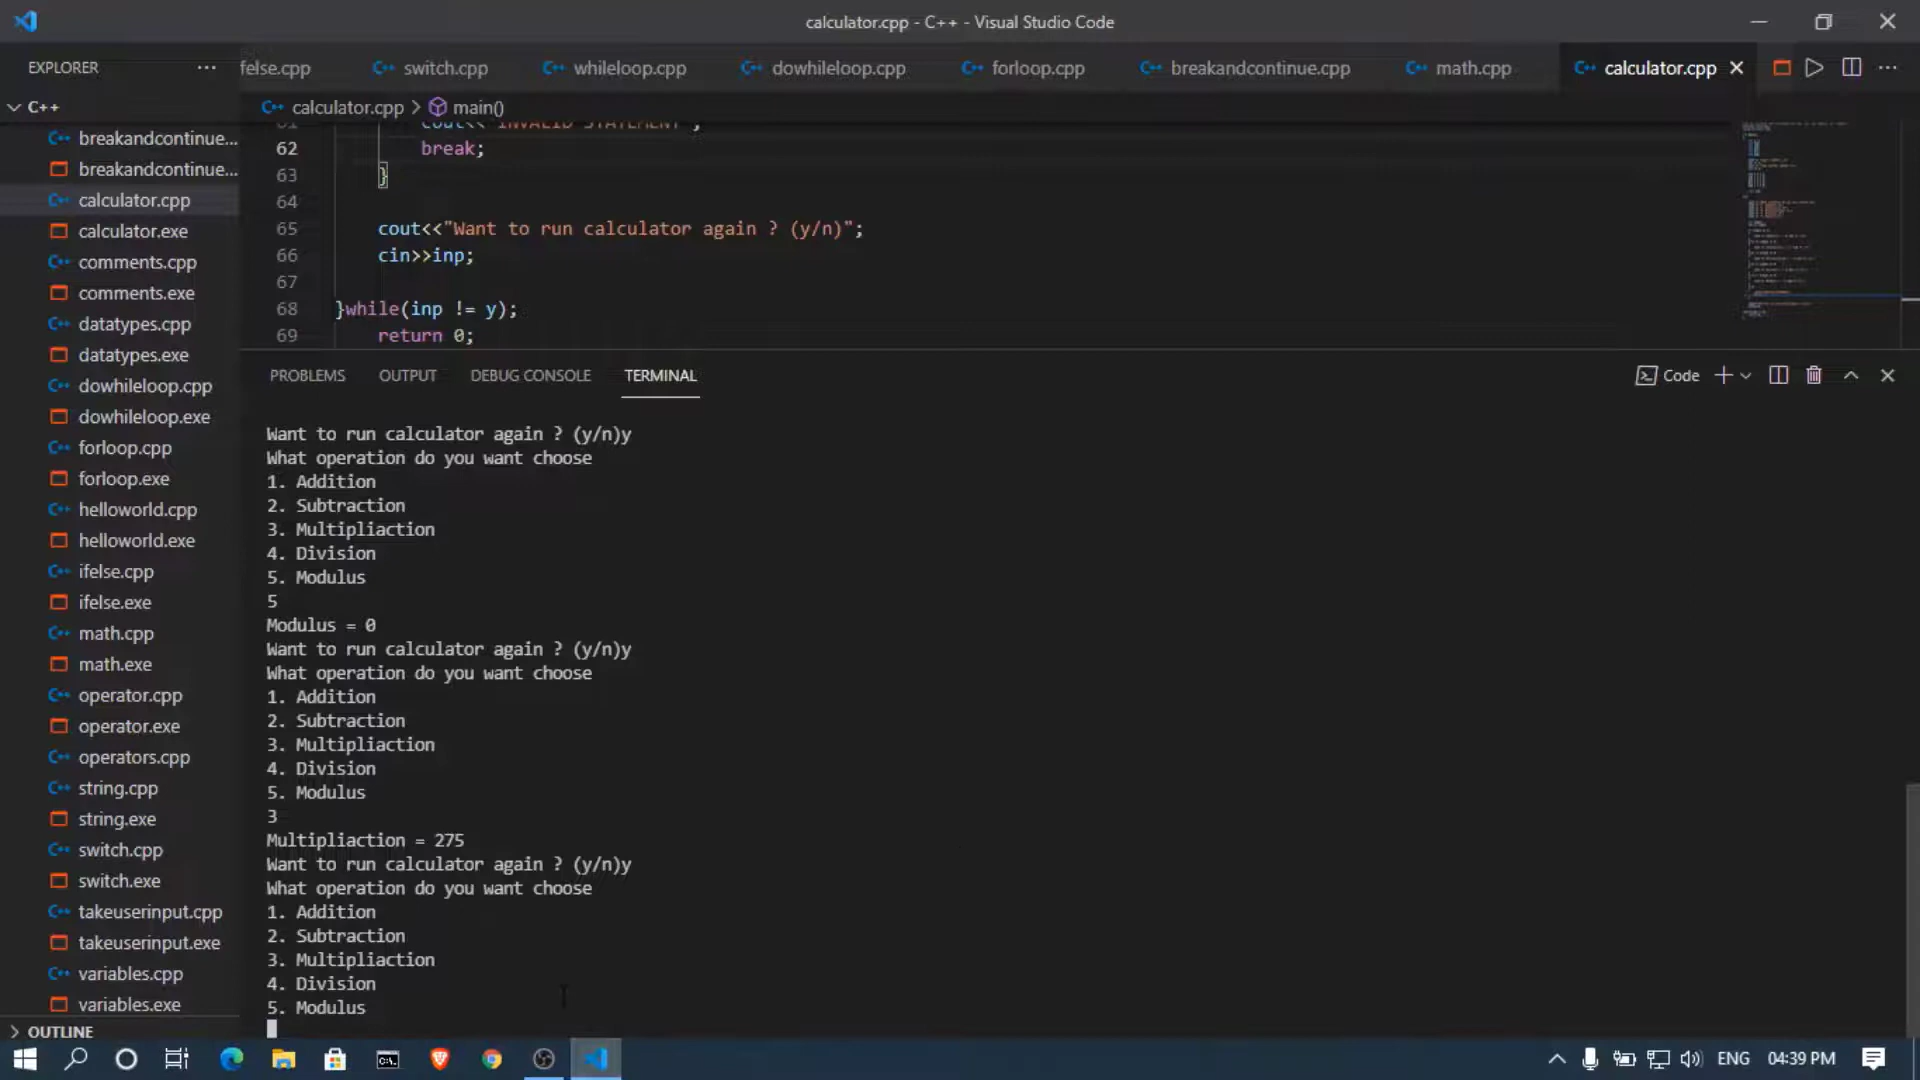 calculator.cpp - C++ - Visual Studio Code
EXPLORER
felse.cpp
switch.cpp
whileloop.cpp
dowhileloop.cpp
forloop.cpp
breakandcontinue.cpp
math.cpp
calculator.cpp
C++
calculator.cpp > main()
breakandcontinue...
breakandcontinue...
calculator.cpp
calculator.exe
comments.cpp
comments.exe
datatypes.cpp
datatypes.exe
dowhileloop.cpp
dowhileloop.exe
forloop.cpp
forloop.exe
helloworld.cpp
helloworld.exe
ifelse.cpp
ifelse.exe
math.cpp
math.exe
operator.cpp
operator.exe
operators.cpp
string.cpp
string.exe
switch.cpp
switch.exe
takeuserinput.cpp
takeuserinput.exe
variables.cpp
variables.exe
OUTLINE
61 cout<<"INVALID STATEMENT";
62 break;
63 }
64
65 cout<<"Want to run calculator again ? (y/n)";
66 cin>>inp;
67
68 }while(inp != y);
69 return 0;
PROBLEMS OUTPUT DEBUG CONSOLE TERMINAL
Code
Want to run calculator again ? (y/n)y
What operation do you want choose
1. Addition
2. Subtraction
3. Multipliaction
4. Division
5. Modulus
5
Modulus = 0
Want to run calculator again ? (y/n)y
What operation do you want choose
1. Addition
2. Subtraction
3. Multipliaction
4. Division
5. Modulus
3
Multipliaction = 275
Want to run calculator again ? (y/n)y
What operation do you want choose
1. Addition
2. Subtraction
3. Multipliaction
4. Division
5. Modulus
ENG 04:39 PM